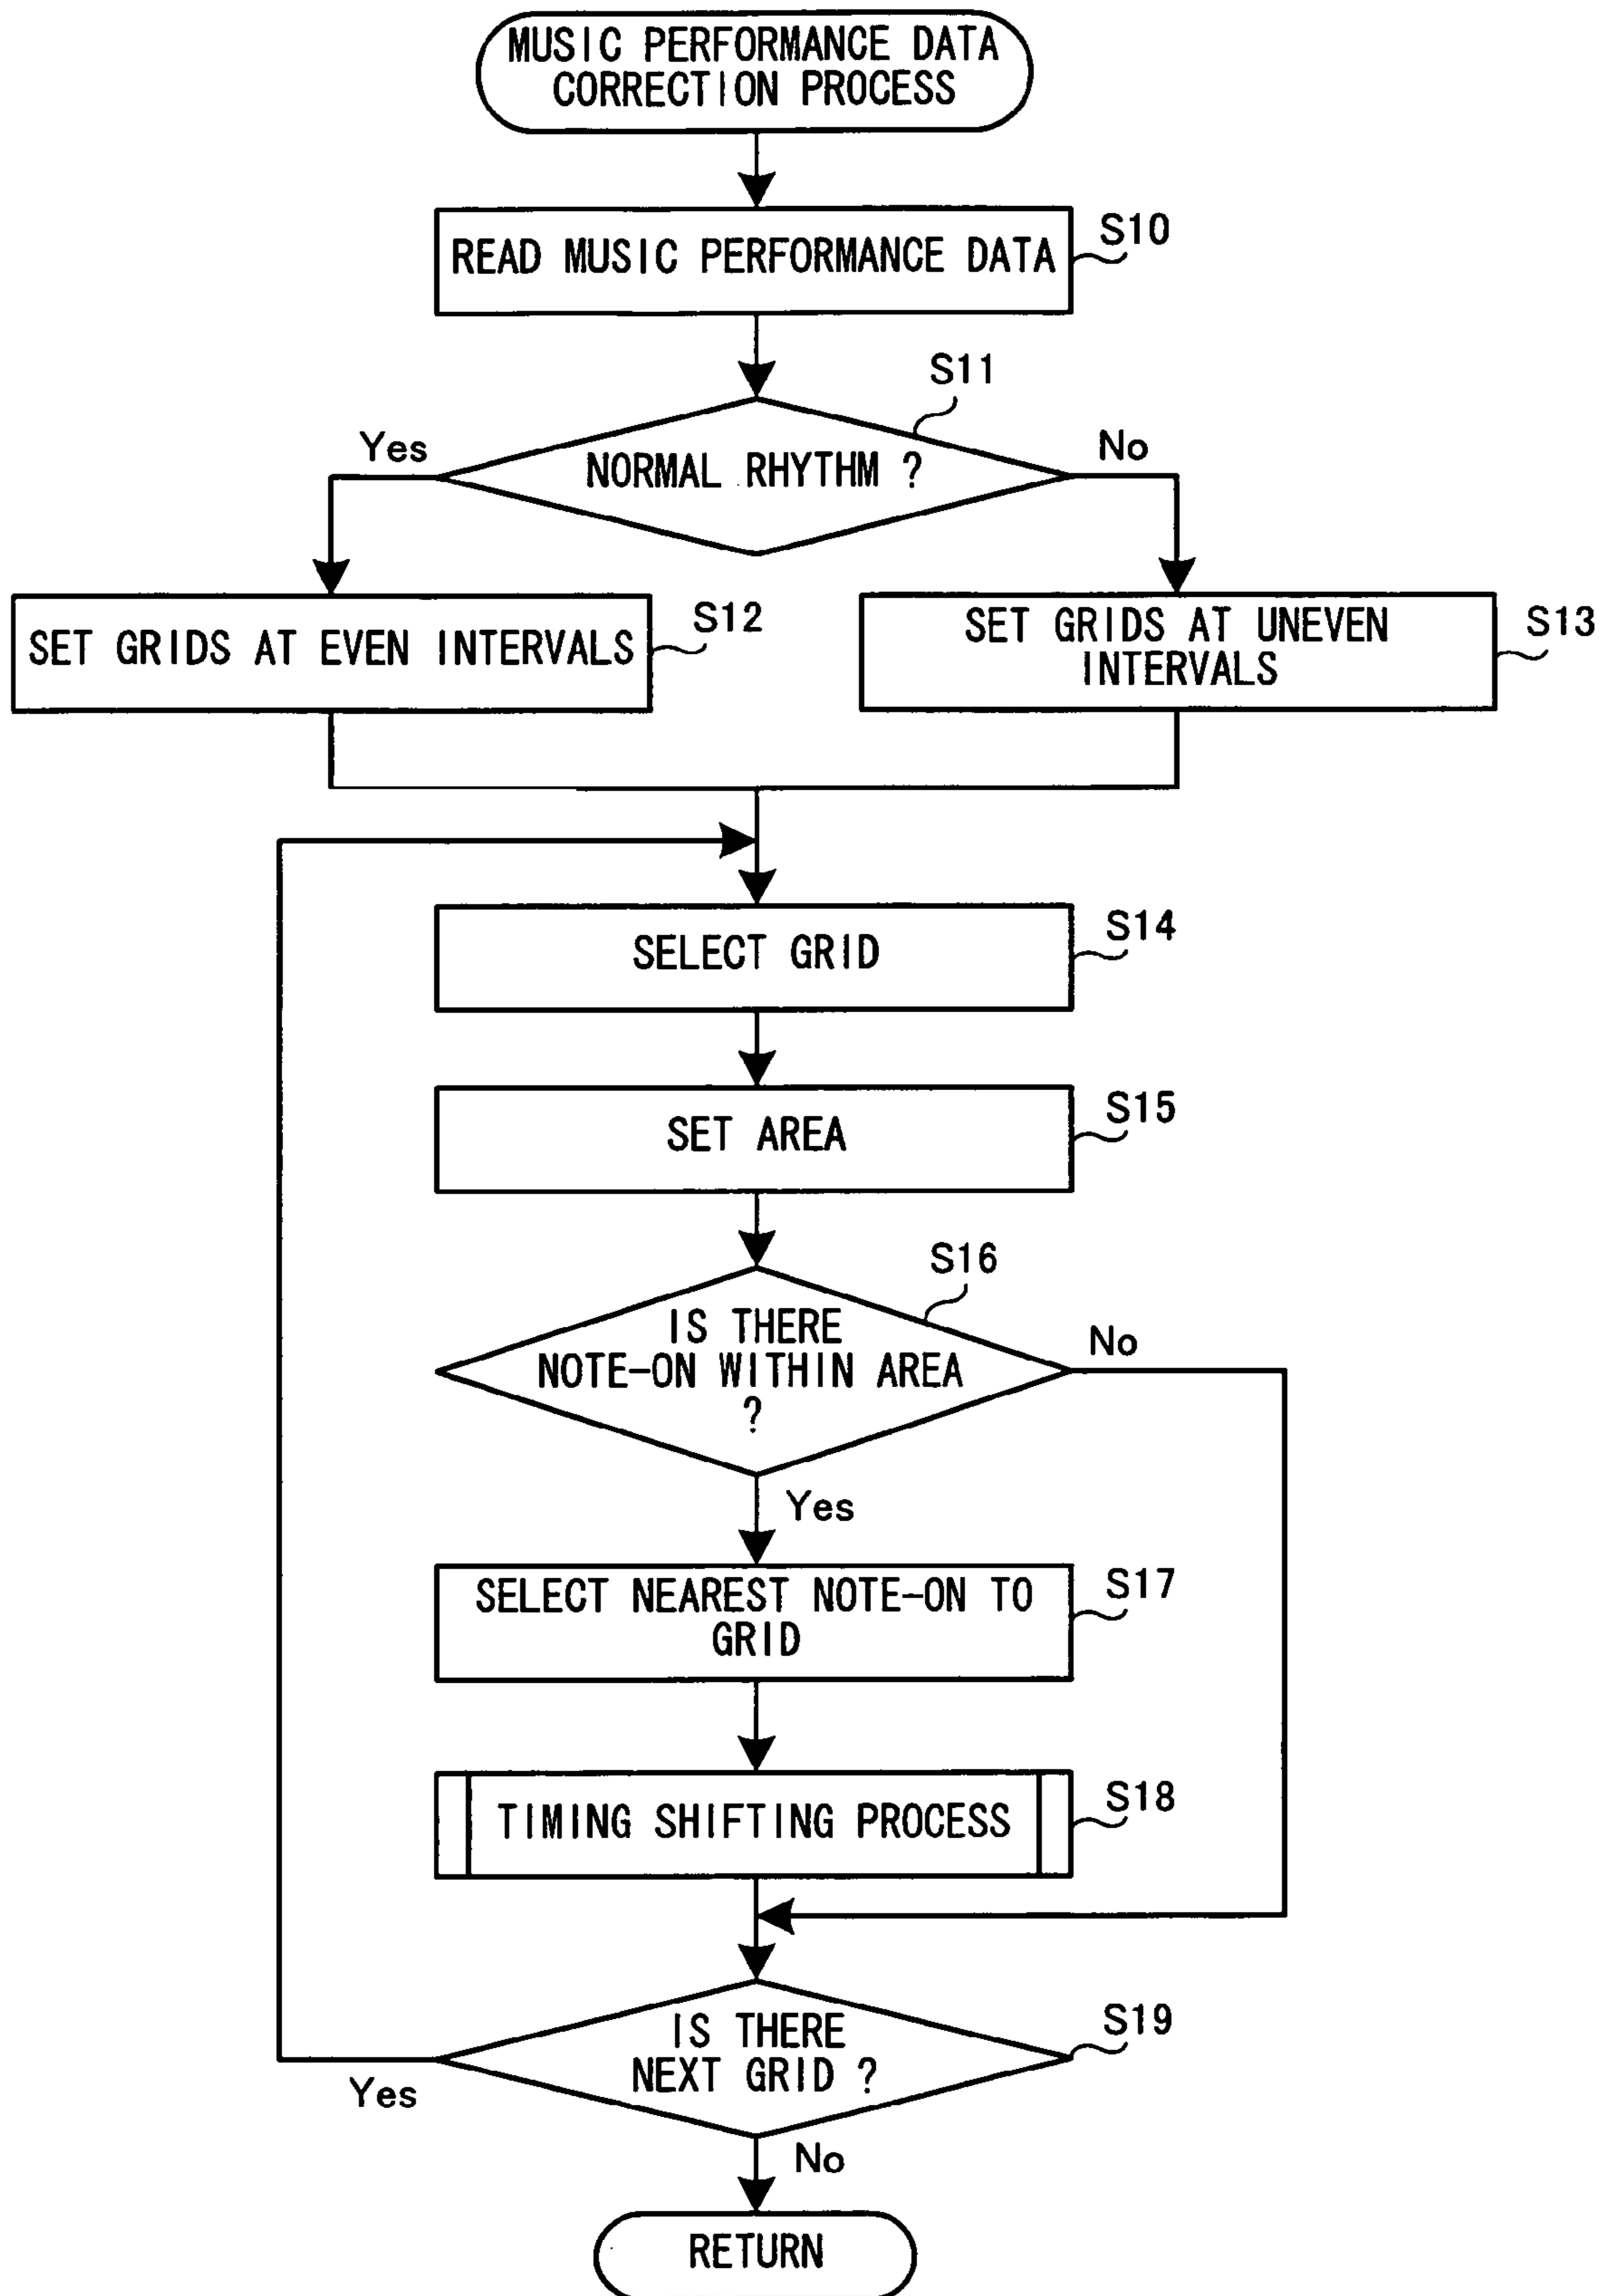 MUSIC PERFORMANCE DATA
CORRECTION PROCESS
READ MUSIC PERFORMANCE DATA
S10
S11
Yes
NORMAL RHYTHM ?
No
SET GRIDS AT EVEN INTERVALS
S12
SET GRIDS AT UNEVEN
INTERVALS
S13
SELECT GRID
S14
SET AREA
S15
S16
IS THERE
NOTE-ON WITHIN AREA
?
No
Yes
SELECT NEAREST NOTE-ON TO
GRID
S17
TIMING SHIFTING PROCESS
S18
IS THERE
NEXT GRID ?
S19
Yes
No
RETURN